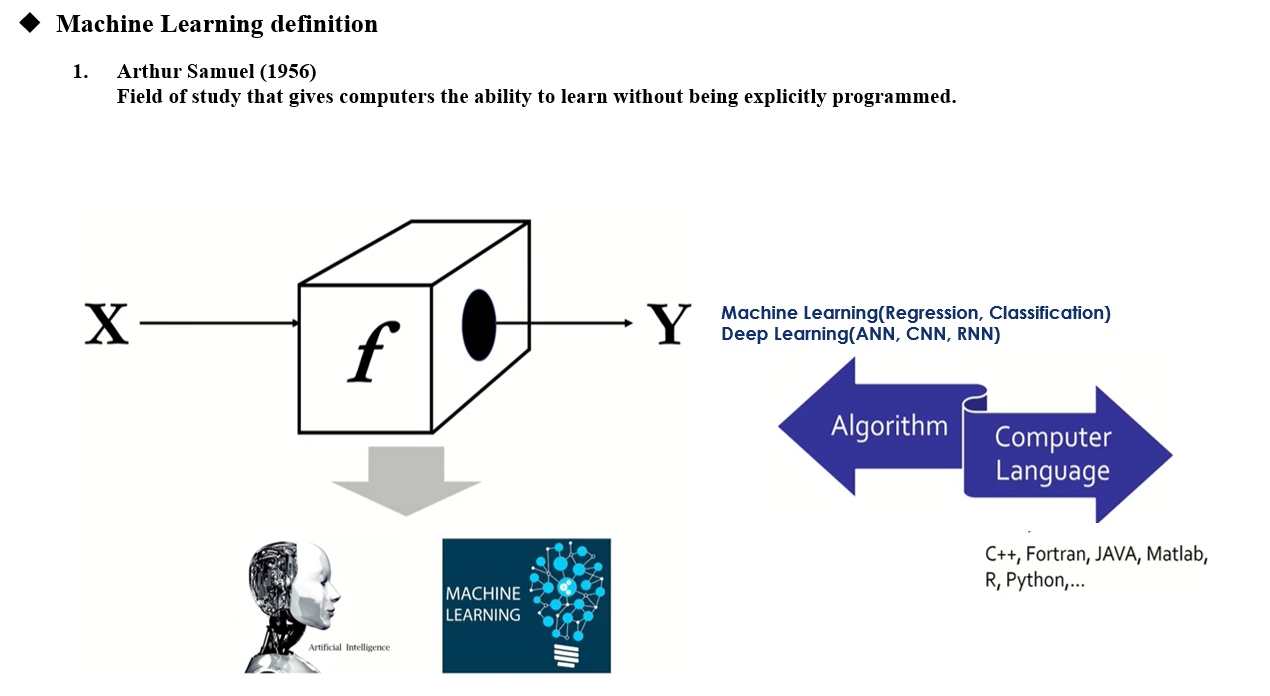 ◆ Machine Learning definition
1. Arthur Samuel (1956)
Field of study that gives computers the ability to learn without being explicitly programmed.
X
f
Y
Machine Learning(Regression, Classification)
Deep Learning(ANN, CNN, RNN)
Algorithm
Computer
Language
C++, Fortran, JAVA, Matlab,
R, Python,...
Artificial Intelligence
MACHINE
LEARNING